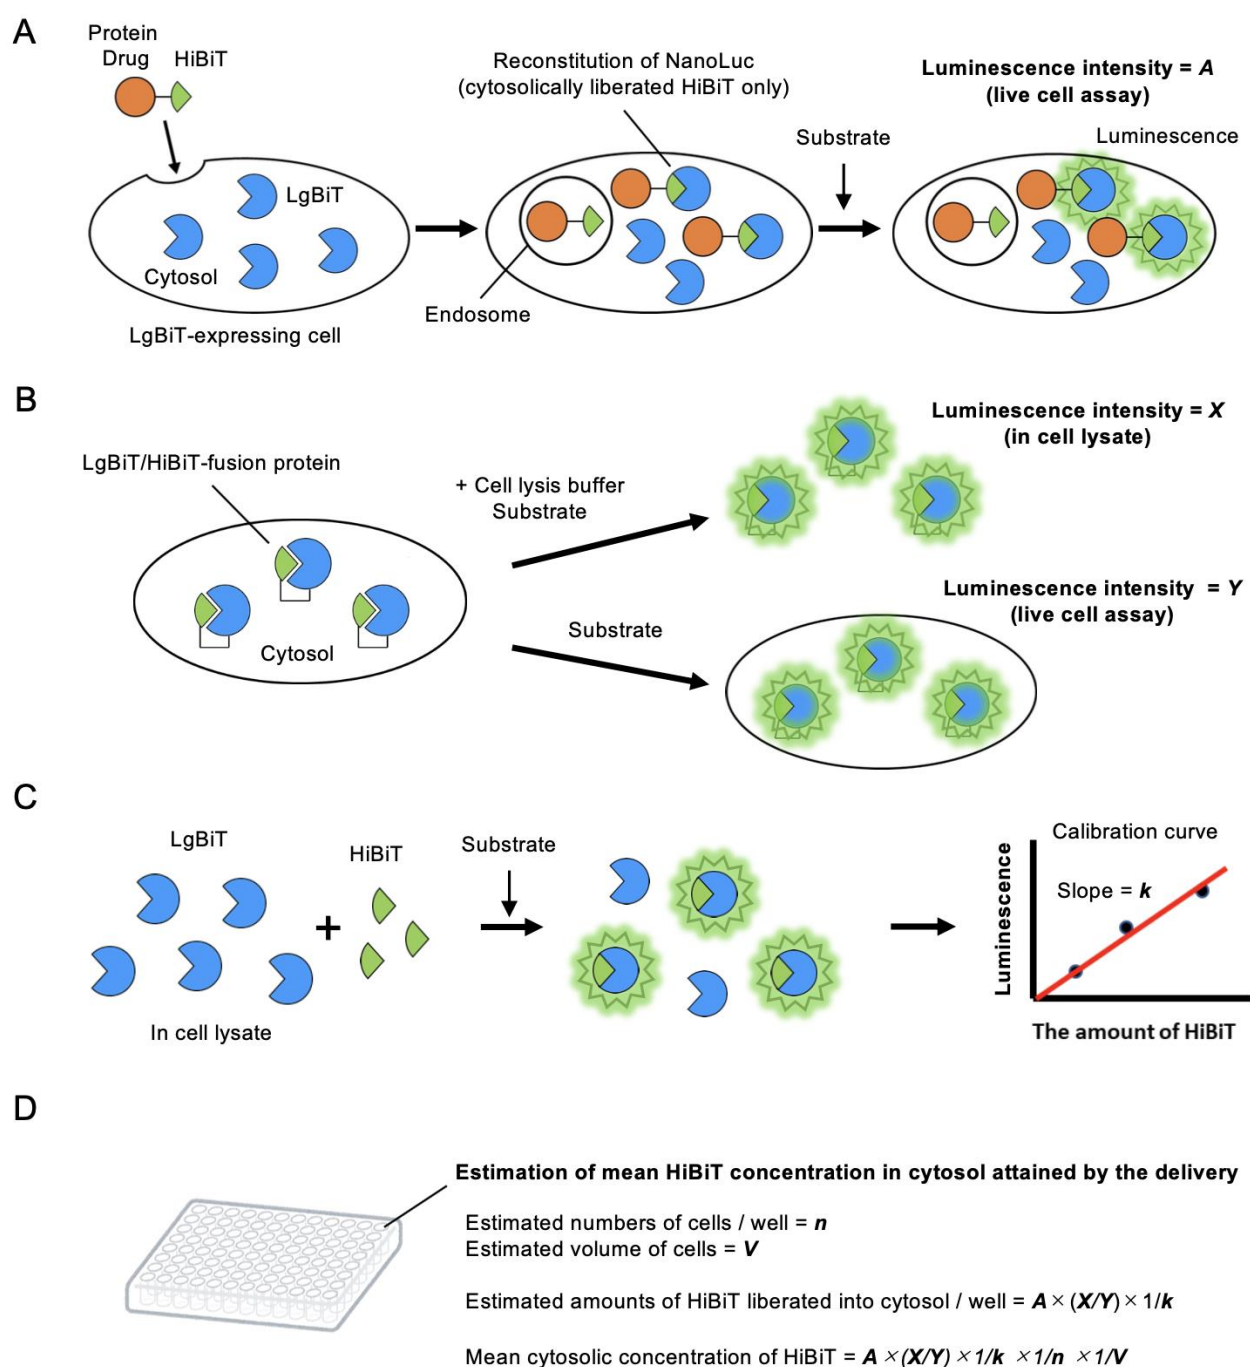 A
Protein
Drug
HiBiT
LgBiT
Cytosol
LgBiT-expressing cell
Reconstitution of NanoLuc
(cytosolically liberated HiBiT only)
Endosome
Substrate
Luminescence intensity = A
(live cell assay)
Luminescence
B
LgBiT/HiBiT-fusion protein
Cytosol
+ Cell lysis buffer
Substrate
Luminescence intensity = X
(in cell lysate)
Substrate
Luminescence intensity = Y
(live cell assay)
C
LgBiT
HiBiT
+
In cell lysate
Substrate
Calibration curve
Slope = k
Luminescence
The amount of HiBiT
D
Estimation of mean HiBiT concentration in cytosol attained by the delivery
Estimated numbers of cells / well = n
Estimated volume of cells = V
Estimated amounts of HiBiT liberated into cytosol / well = A × (X/Y) × 1/k
Mean cytosolic concentration of HiBiT = A ×(X/Y) × 1/k ×1/n ×1/V